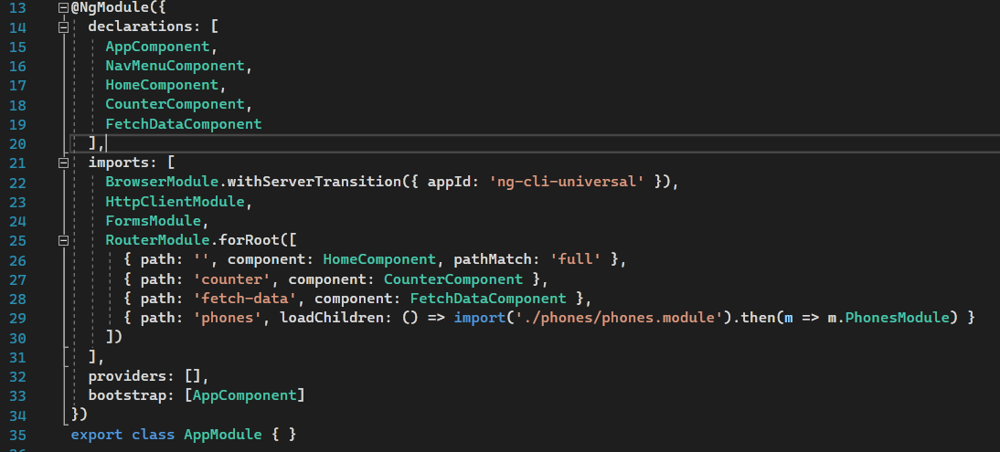 13 @NgModule({
14 declarations: [
15 AppComponent,
16 NavMenuComponent,
17 HomeComponent,
18 CounterComponent,
19 FetchDataComponent
20 ],
21 imports: [
22 BrowserModule.withServerTransition({ appId: 'ng-cli-universal' }),
23 HttpClientModule,
24 FormsModule,
25 RouterModule.forRoot([
26 { path: '', component: HomeComponent, pathMatch: 'full' },
27 { path: 'counter', component: CounterComponent },
28 { path: 'fetch-data', component: FetchDataComponent },
29 { path: 'phones', loadChildren: () => import('./phones/phones.module').then(m => m.PhonesModule) }
30 ])
31 ],
32 providers: [],
33 bootstrap: [AppComponent]
34 })
35 export class AppModule { }